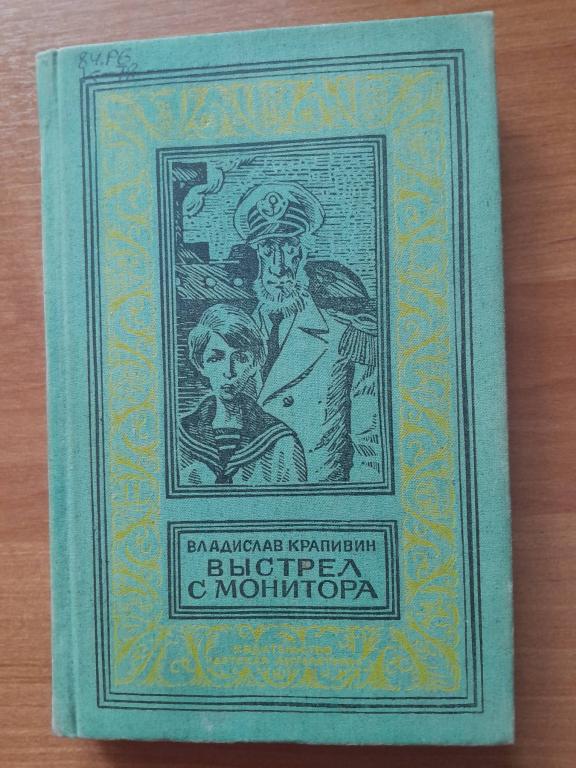 84.Р6
ВЛАДИСЛАВ КРАПИВИН
ВЫСТРЕЛ
С МОНИТОРА
ИЗДАТЕЛЬСТВО
ДЕТСКАЯ ЛИТЕРАТУРА